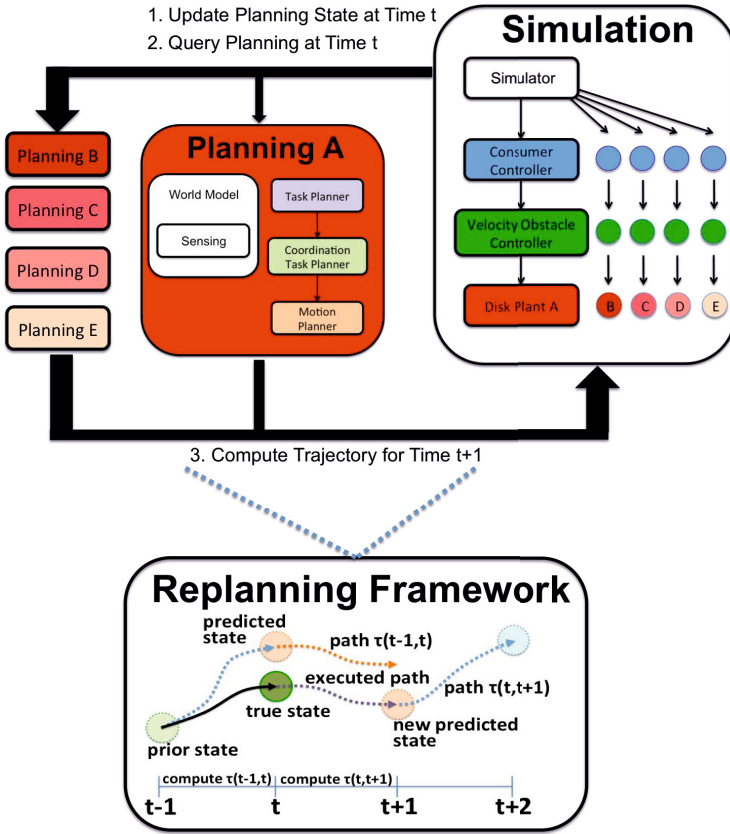 1. Update Planning State at Time t
2. Query Planning at Time t
Simulation
Simulator
Consumer
Controller
Velocity Obstacle
Controller
Disk Plant A
B
C
D
E
Planning B
Planning C
Planning D
Planning E
Planning A
World Model
Sensing
Task Planner
Coordination
Task Planner
Motion
Planner
3. Compute Trajectory for Time t+1
Replanning Framework
predicted
state
path τ(t-1,t)
executed path
path τ(t,t+1)
true state
prior state
new predicted
state
compute τ(t-1,t)
compute τ(t,t+1)
t-1
t
t+1
t+2